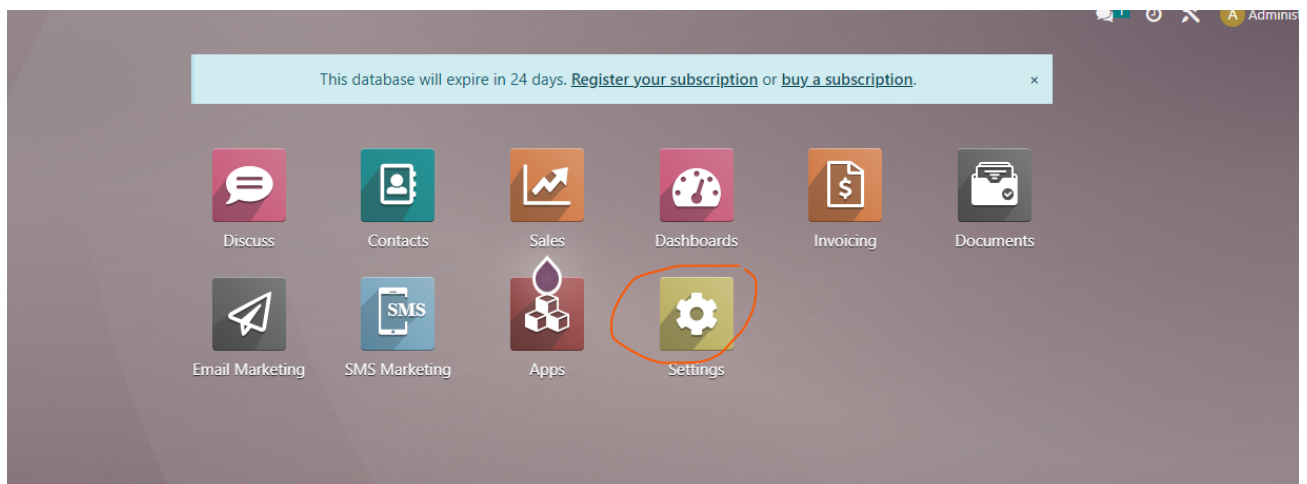 A Adminis
This database will expire in 24 days. Register your subscription or buy a subscription. ×
Discuss Contacts Sales Dashboards Invoicing Documents
SMS
Email Marketing SMS Marketing Apps Settings